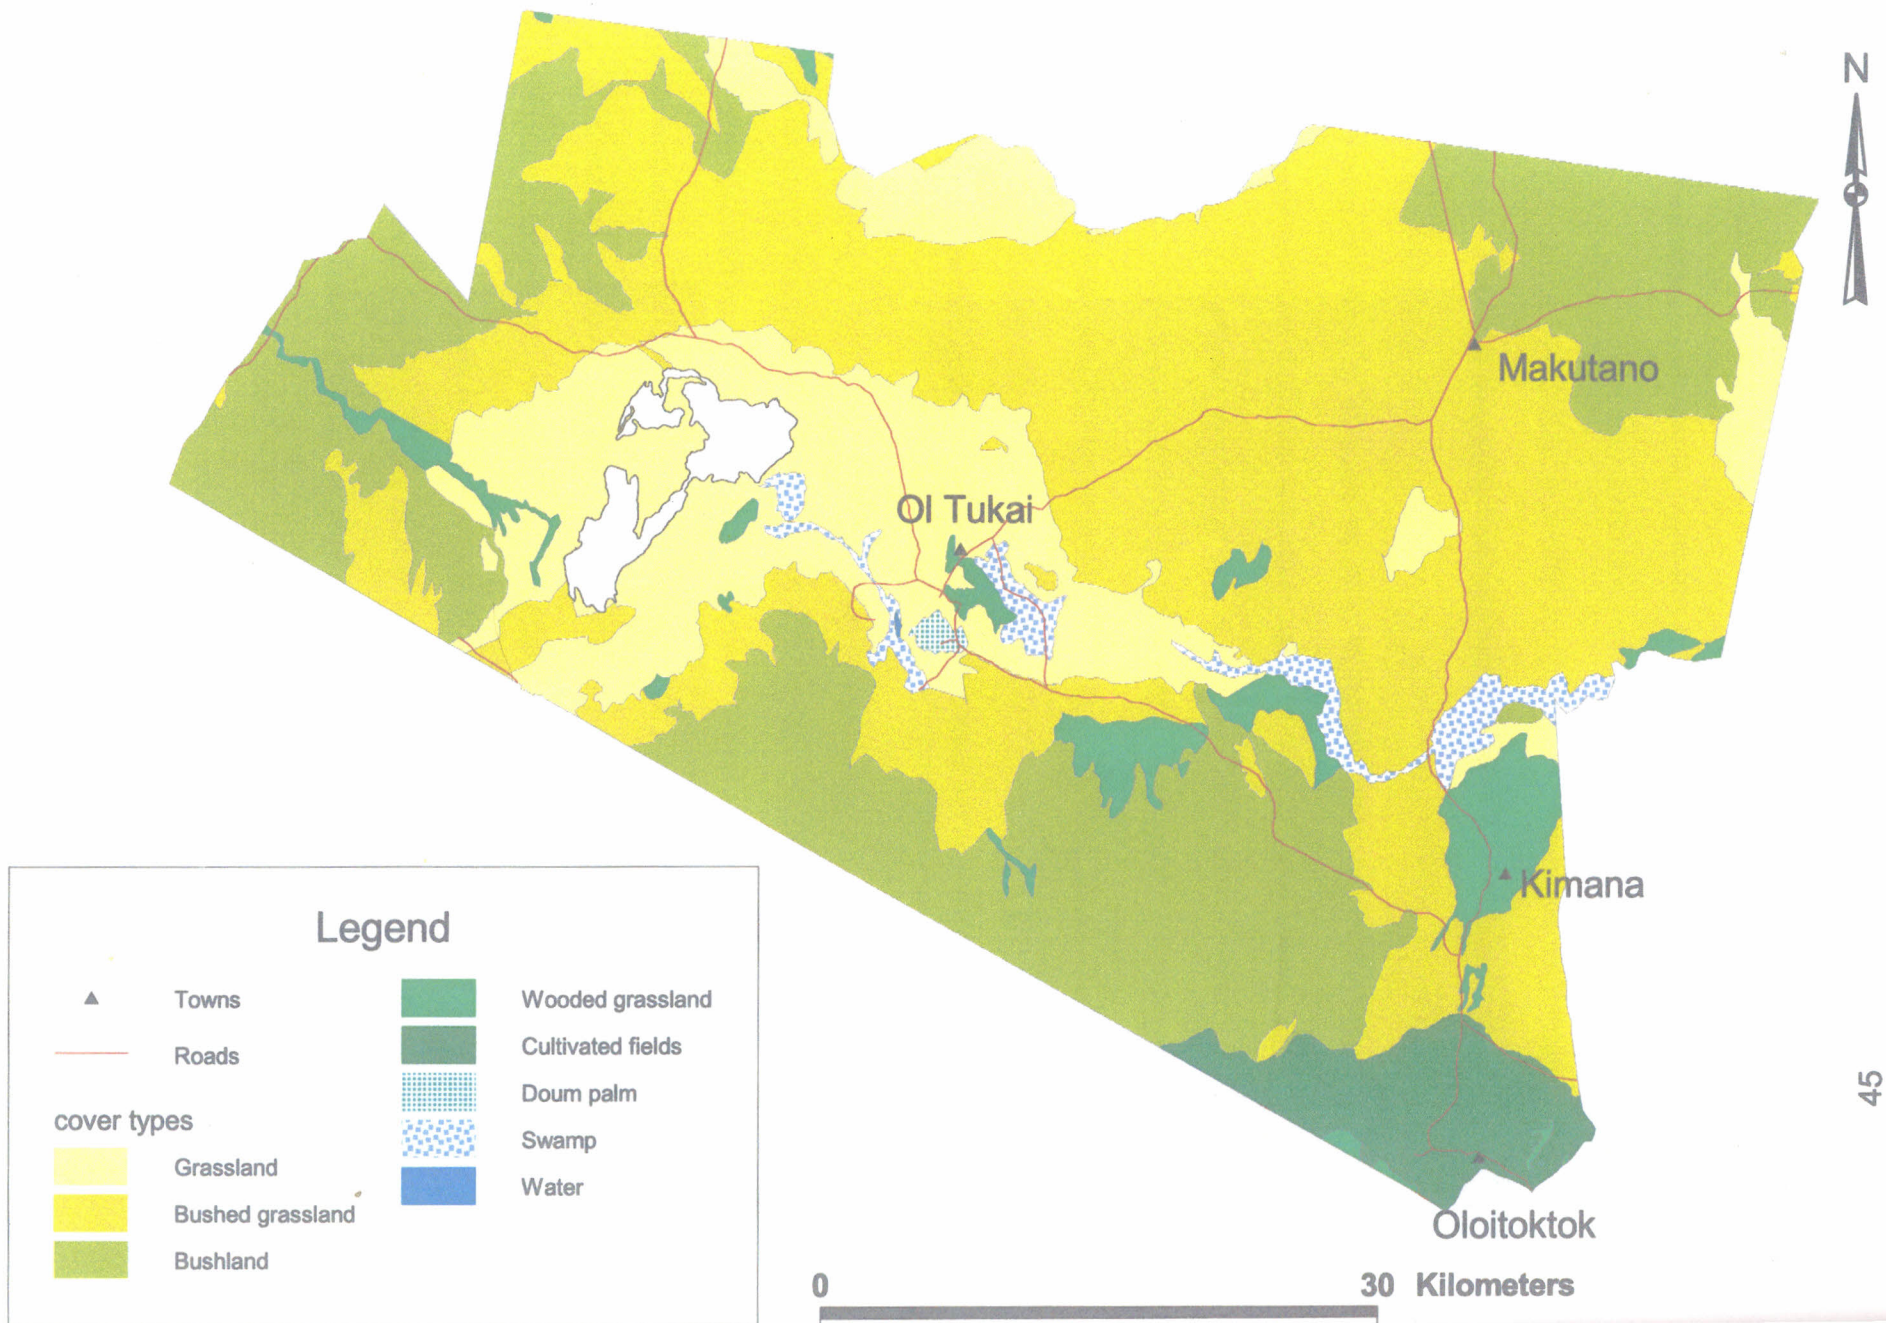 N
Makutano
Ol Tukai
Kimana
45
Oloitoktok
Legend
Towns
Roads
cover types
Grassland
Bushed grassland
Bushland
Wooded grassland
Cultivated fields
Doum palm
Swamp
Water
0 30 Kilometers